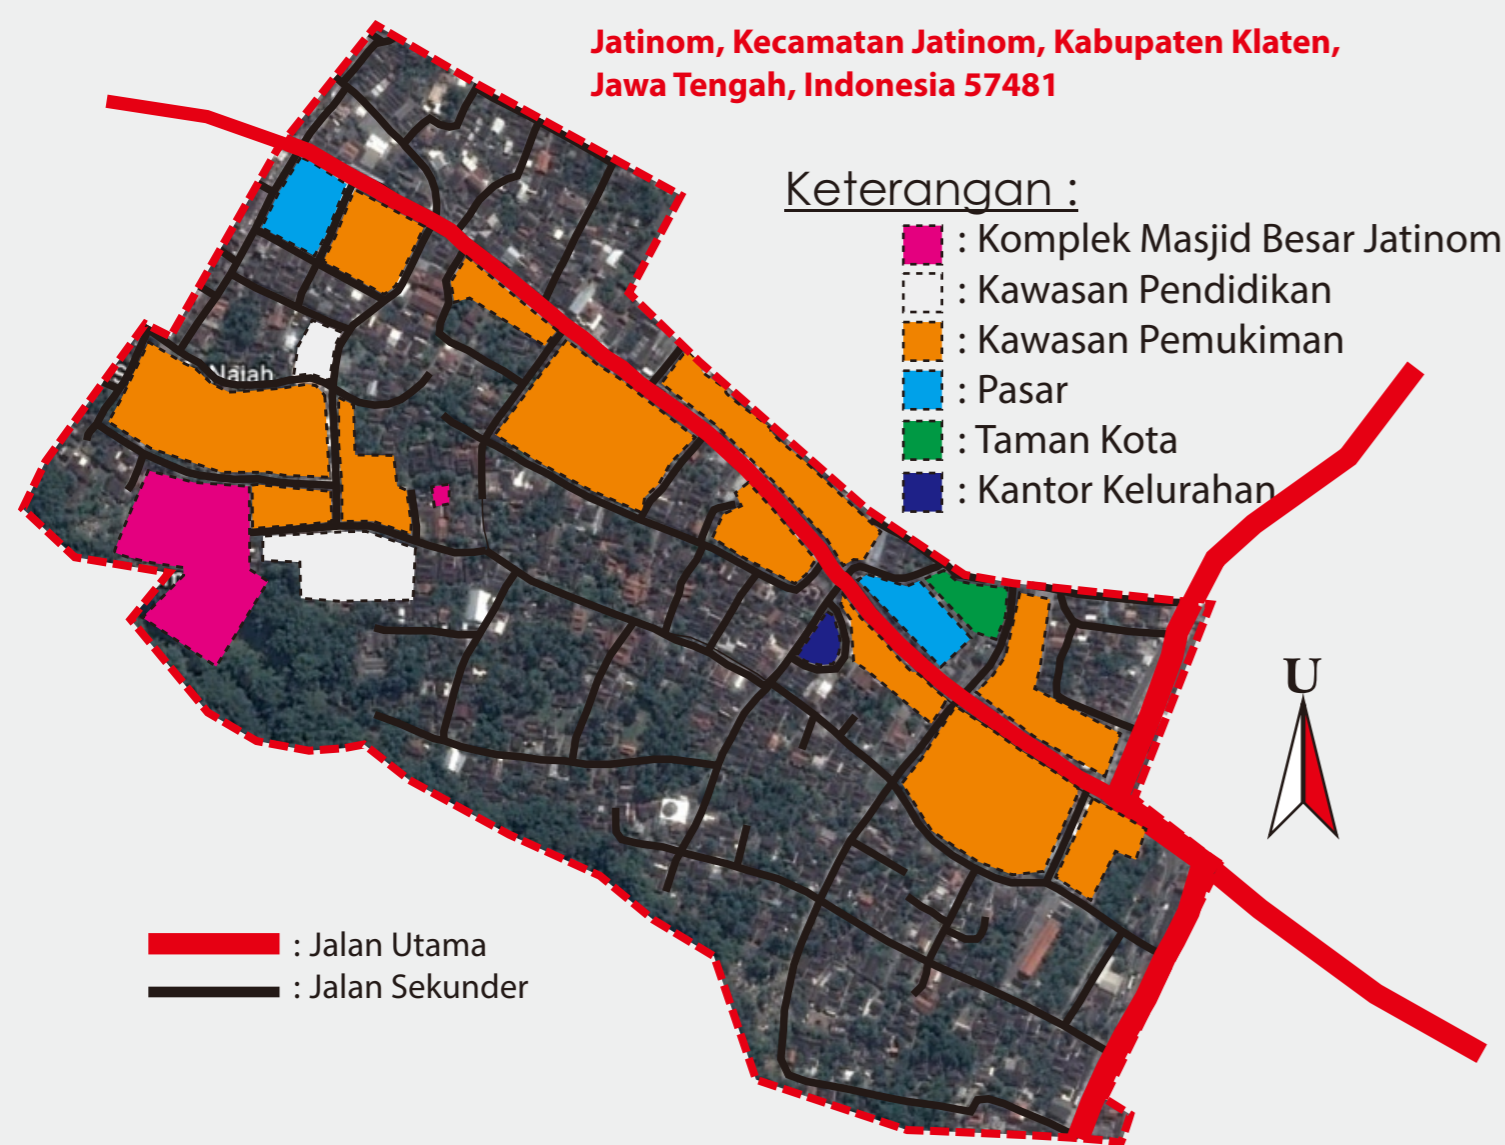 Jatinom, Kecamatan Jatinom, Kabupaten Klaten,
Jawa Tengah, Indonesia 57481
Keterangan :
: Komplek Masjid Besar Jatinom
: Kawasan Pendidikan
: Kawasan Pemukiman
: Pasar
: Taman Kota
: Kantor Kelurahan
Najah
U
: Jalan Utama
: Jalan Sekunder